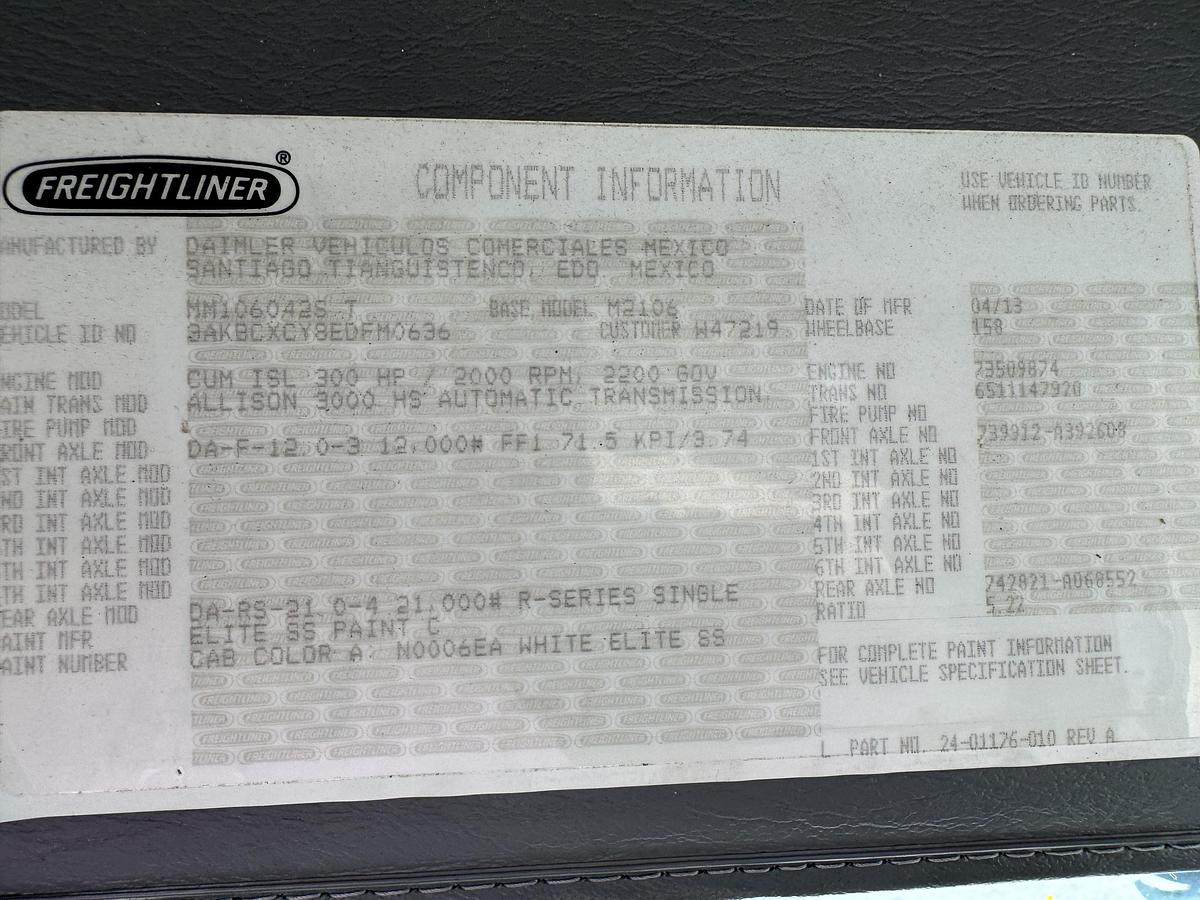 FREIGHTLINER®
COMPONENT INFORMATION
USE VEHICLE ID NUMBER
WHEN ORDERING PARTS.
ANUFACTURED BY DAIMLER VEHICULOS COMERCIALES MEXICO
SANTIAGO TIANGUISTENCO, EDO MEXICO
ODEL MM106042S T BASE MODEL M2106 DATE OF MFR 04/13
EHICLE ID NO 3AKBCXCY8EDFM0636 CUSTOMER W47219 WHEELBASE 158
NGINE MOD CUM ISL 300 HP / 2000 RPM, 2200 GOV ENGINE NO 73509874
AIN TRANS MOD ALLISON 3000 HS AUTOMATIC TRANSMISSION TRANS NO 6511147920
IRE PUMP MOD FIRE PUMP NO
RONT AXLE MOD DA-F-12.0-3 12,000# FF1 71.5 KPI/3.74 FRONT AXLE NO 739912-A392608
ST INT AXLE MOD 1ST INT AXLE NO
ND INT AXLE MOD 2ND INT AXLE NO
RD INT AXLE MOD 3RD INT AXLE NO
TH INT AXLE MOD 4TH INT AXLE NO
TH INT AXLE MOD 5TH INT AXLE NO
TH INT AXLE MOD 6TH INT AXLE NO
EAR AXLE MOD DA-RS-21.0-4 21,000# R-SERIES SINGLE REAR AXLE NO 742821-A068552
AINT MFR ELITE SS PAINT C RATIO 5.22
AINT NUMBER CAB COLOR A: N0006EA WHITE ELITE SS
FOR COMPLETE PAINT INFORMATION
SEE VEHICLE SPECIFICATION SHEET.
L PART NO. 24-01176-010 REV A